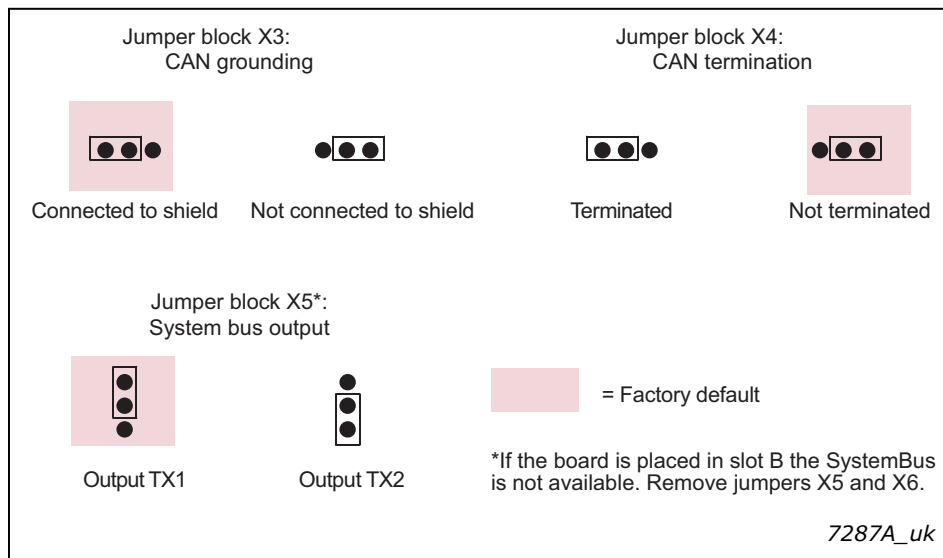 Jumper block X3:
CAN grounding
Jumper block X4:
CAN termination
Connected to shield
Not connected to shield
Terminated
Not terminated
Jumper block X5*:
System bus output
Output TX1
Output TX2
= Factory default
*If the board is placed in slot B the SystemBus
is not available. Remove jumpers X5 and X6.
7287A_uk